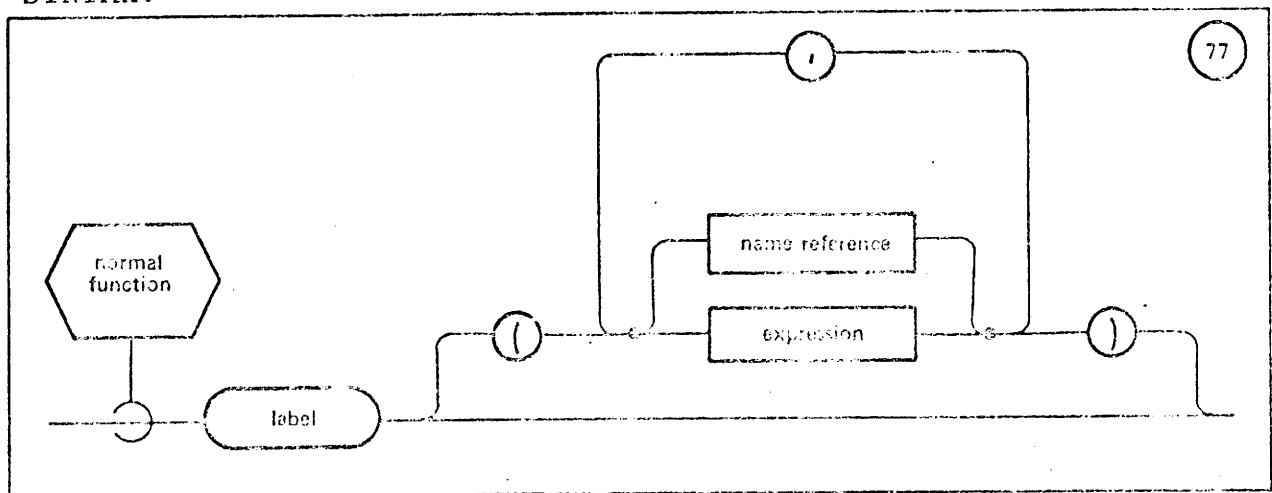 SYNTAX:
77
,
normal
function
name reference
( expression )
label